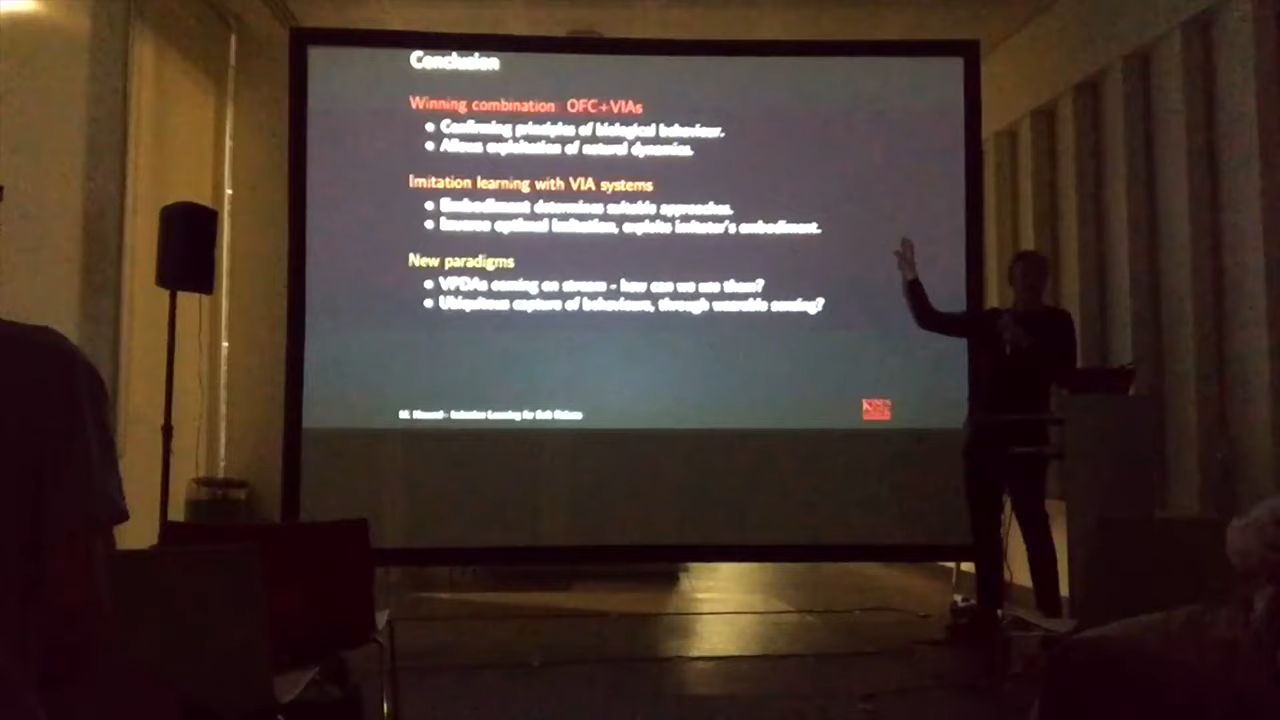 Conclusion
Winning combination OFC+VIAs
• Confirming principles of biological behaviour.
• Allows exploitation of natural dynamics.
Imitation learning with VIA systems
• Embodiment determines suitable approaches.
• Inverse optimal imitation, exploits imitator's embodiment.
New paradigms
• VPDAs coming on stream - how can we use them?
• Ubiquitous capture of behaviours, through wearable sensing?
Learning for